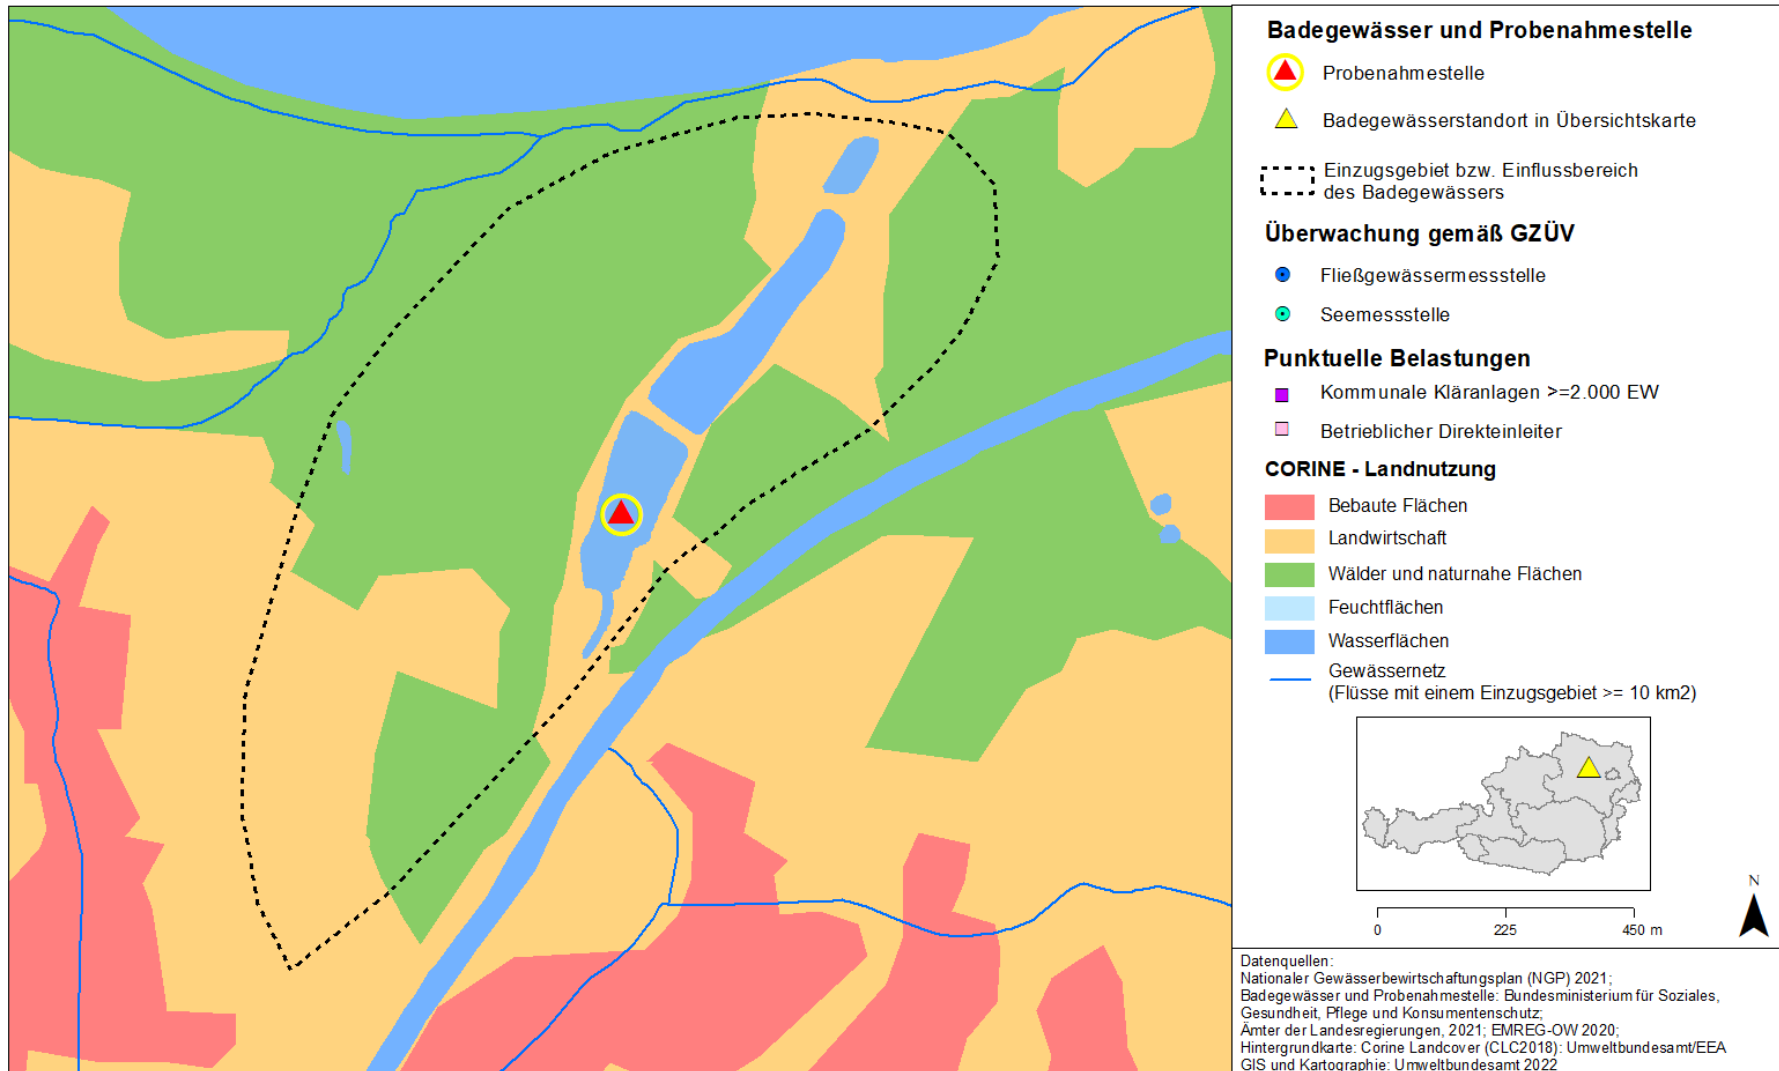 Badegewässer und Probenahmestelle
Probenahmestelle
Badegewässerstandort in Übersichtskarte
Einzugsgebiet bzw. Einflussbereich
des Badegewässers
Überwachung gemäß GZÜV
Fließgewässermessstelle
Seemessstelle
Punktuelle Belastungen
Kommunale Kläranlagen >=2.000 EW
Betrieblicher Direkteinleiter
CORINE - Landnutzung
Bebaute Flächen
Landwirtschaft
Wälder und naturnahe Flächen
Feuchtflächen
Wasserflächen
Gewässernetz
(Flüsse mit einem Einzugsgebiet >= 10 km2)
N
0 225 450 m
Datenquellen:
Nationaler Gewässerbewirtschaftungsplan (NGP) 2021;
Badegewässer und Probenahmestelle: Bundesministerium für Soziales,
Gesundheit, Pflege und Konsumentenschutz;
Ämter der Landesregierungen, 2021; EMREG-OW 2020;
Hintergrundkarte: Corine Landcover (CLC2018): Umweltbundesamt/EEA
GIS und Kartographie: Umweltbundesamt 2022